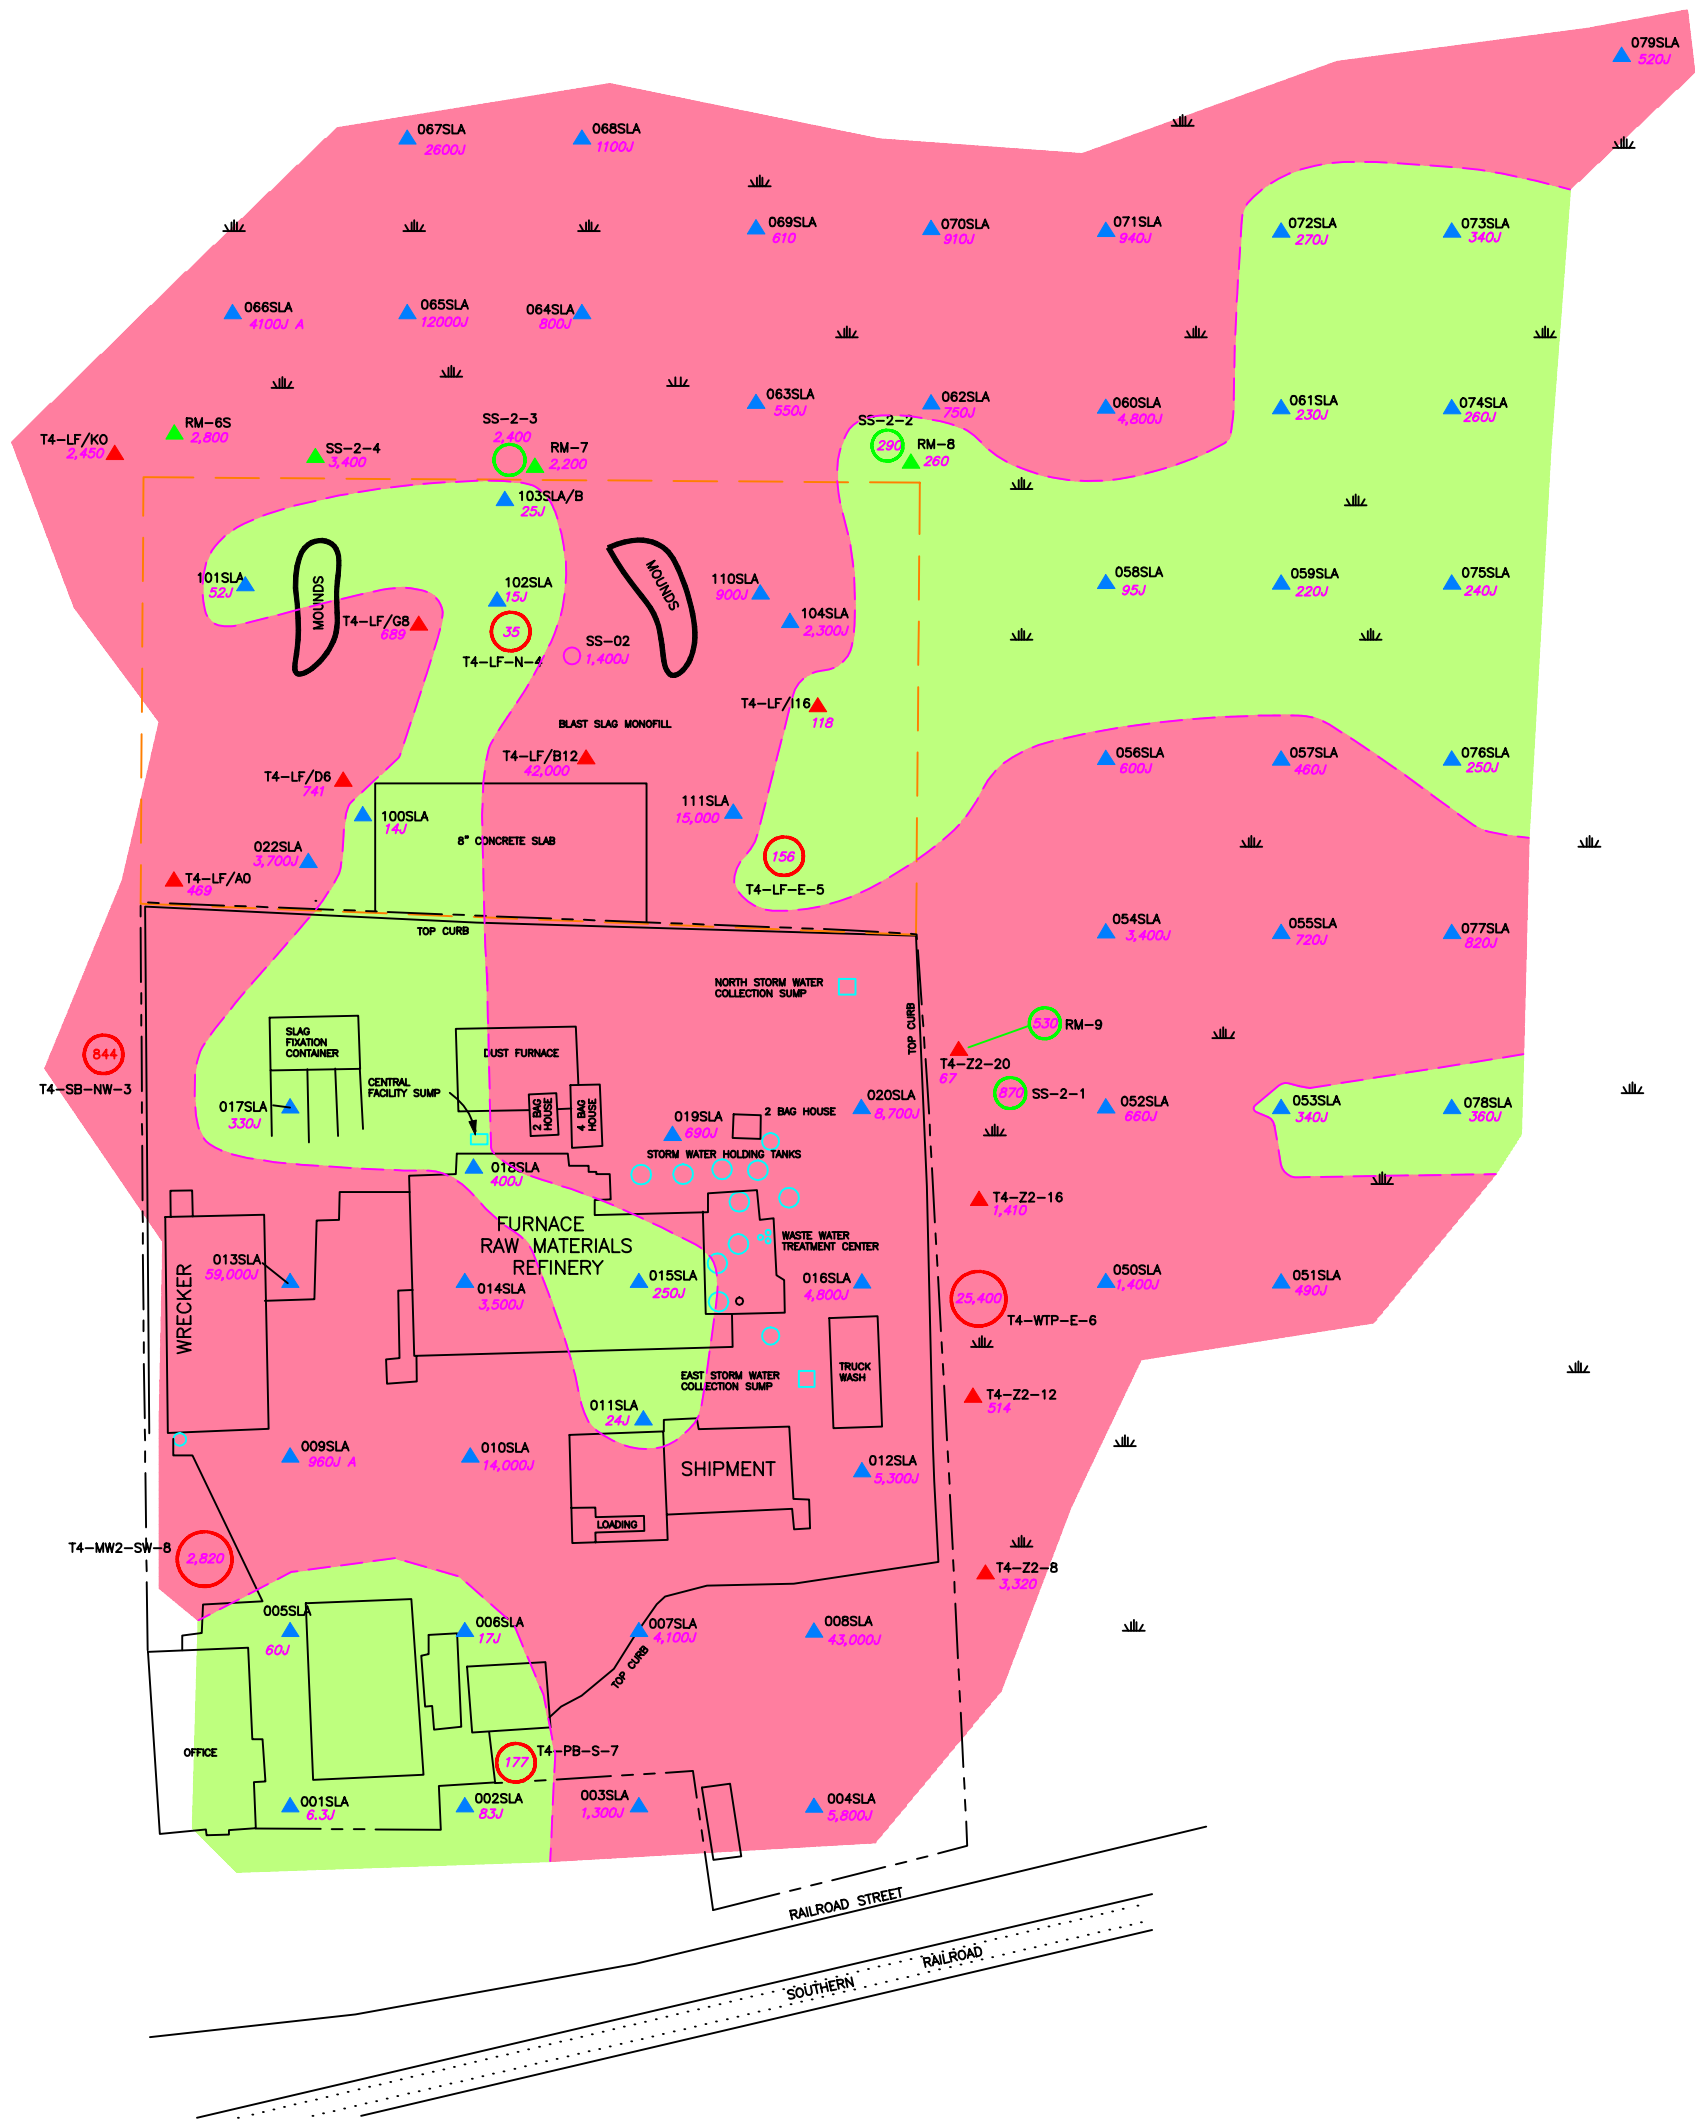 079SLA
520J
067SLA
2600J
068SLA
1100J
069SLA
610
070SLA
910J
071SLA
940J
072SLA
270J
073SLA
340J
066SLA
4100J A
065SLA
12000J
064SLA
800J
063SLA
550J
062SLA
750J
060SLA
4,800J
061SLA
230J
074SLA
260J
T4-LF/K0
2,450
RM-6S
2,800
SS-2-4
3,400
SS-2-3
2,400
RM-7
2,200
SS-2-2
290
RM-8
260
103SLA/B
25J
101SLA
52J
MOUNDS
102SLA
15J
T4-LF/G8
689
35
T4-LF-N-4
SS-02
1,400J
MOUNDS
110SLA
900J
104SLA
2,300J
058SLA
95J
059SLA
220J
075SLA
240J
T4-LF/I16
118
BLAST SLAG MONOFILL
T4-LF/B12
42,000
T4-LF/D6
741
056SLA
600J
057SLA
460J
076SLA
250J
100SLA
14J
111SLA
15,000
8" CONCRETE SLAB
022SLA
3,700J
156
T4-LF-E-5
T4-LF/A0
469
TOP CURB
054SLA
3,400J
055SLA
720J
077SLA
820J
NORTH STORM WATER
COLLECTION SUMP
TOP CURB
530
RM-9
T4-Z2-20
67
870
SS-2-1
844
T4-SB-NW-3
SLAG
FIXATION
CONTAINER
CENTRAL
FACILITY SUMP
DUST FURNACE
2 BAG
HOUSE
4 BAG
HOUSE
017SLA
330J
019SLA
690J
2 BAG HOUSE
020SLA
8,700J
052SLA
660J
053SLA
340J
078SLA
360J
STORM WATER HOLDING TANKS
018SLA
400J
T4-Z2-16
1,410
FURNACE
RAW MATERIALS
REFINERY
WASTE WATER
TREATMENT CENTER
WRECKER
013SLA
59,000J
014SLA
3,500J
015SLA
250J
016SLA
4,800J
25,400
T4-WTP-E-6
050SLA
1,400J
051SLA
490J
EAST STORM WATER
COLLECTION SUMP
TRUCK
WASH
T4-Z2-12
514
011SLA
24J
009SLA
960J A
010SLA
14,000J
SHIPMENT
012SLA
5,300J
LOADING
T4-MW2-SW-8
2,820
T4-Z2-8
3,320
005SLA
60J
006SLA
17J
007SLA
4,100J
008SLA
43,000J
TOP CURB
OFFICE
177
T4-PB-S-7
001SLA
6.3J
002SLA
83J
003SLA
1,300J
004SLA
5,800J
RAILROAD STREET
SOUTHERN RAILROAD